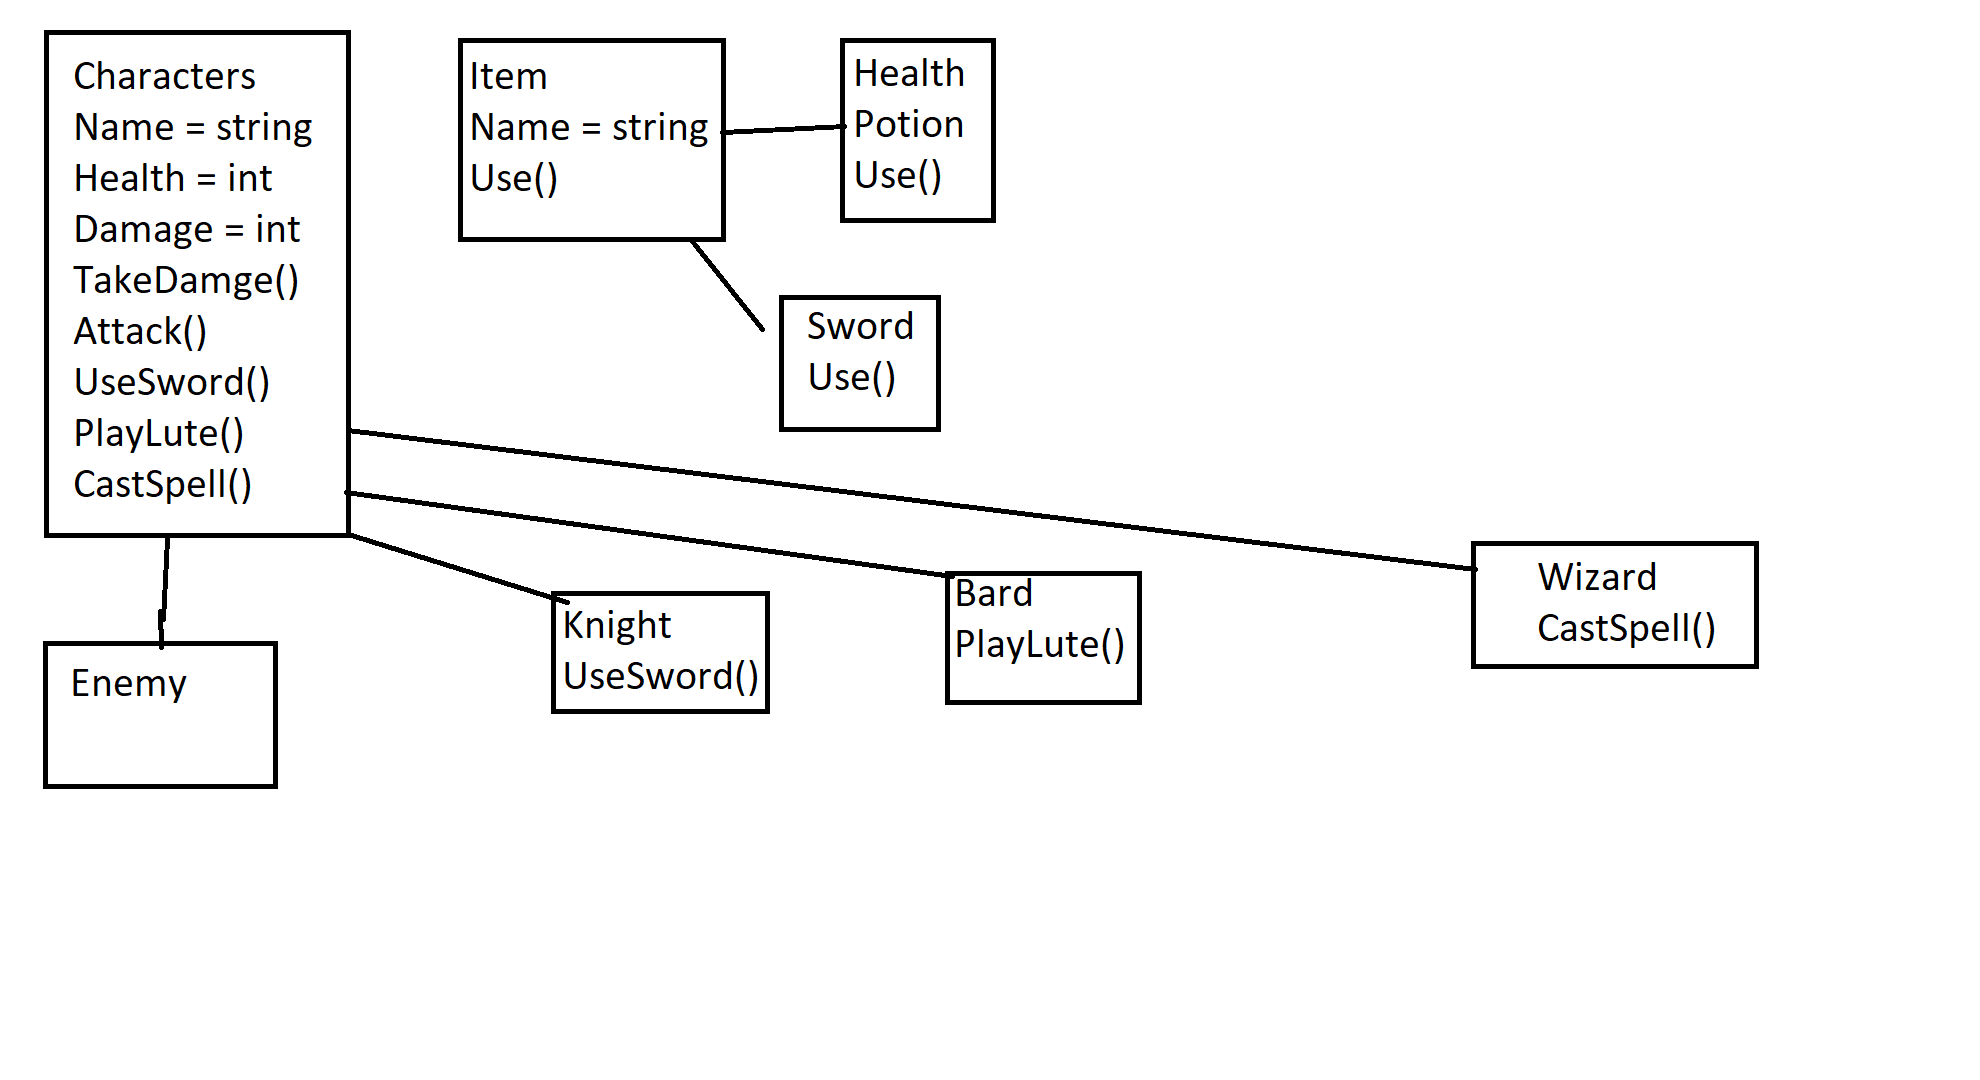 Characters
Name = string
Health = int
Damage = int
TakeDamge()
Attack()
UseSword()
PlayLute()
CastSpell()
Item
Name = string
Use()
Health
Potion
Use()
Sword
Use()
Enemy
Knight
UseSword()
Bard
PlayLute()
Wizard
CastSpell()